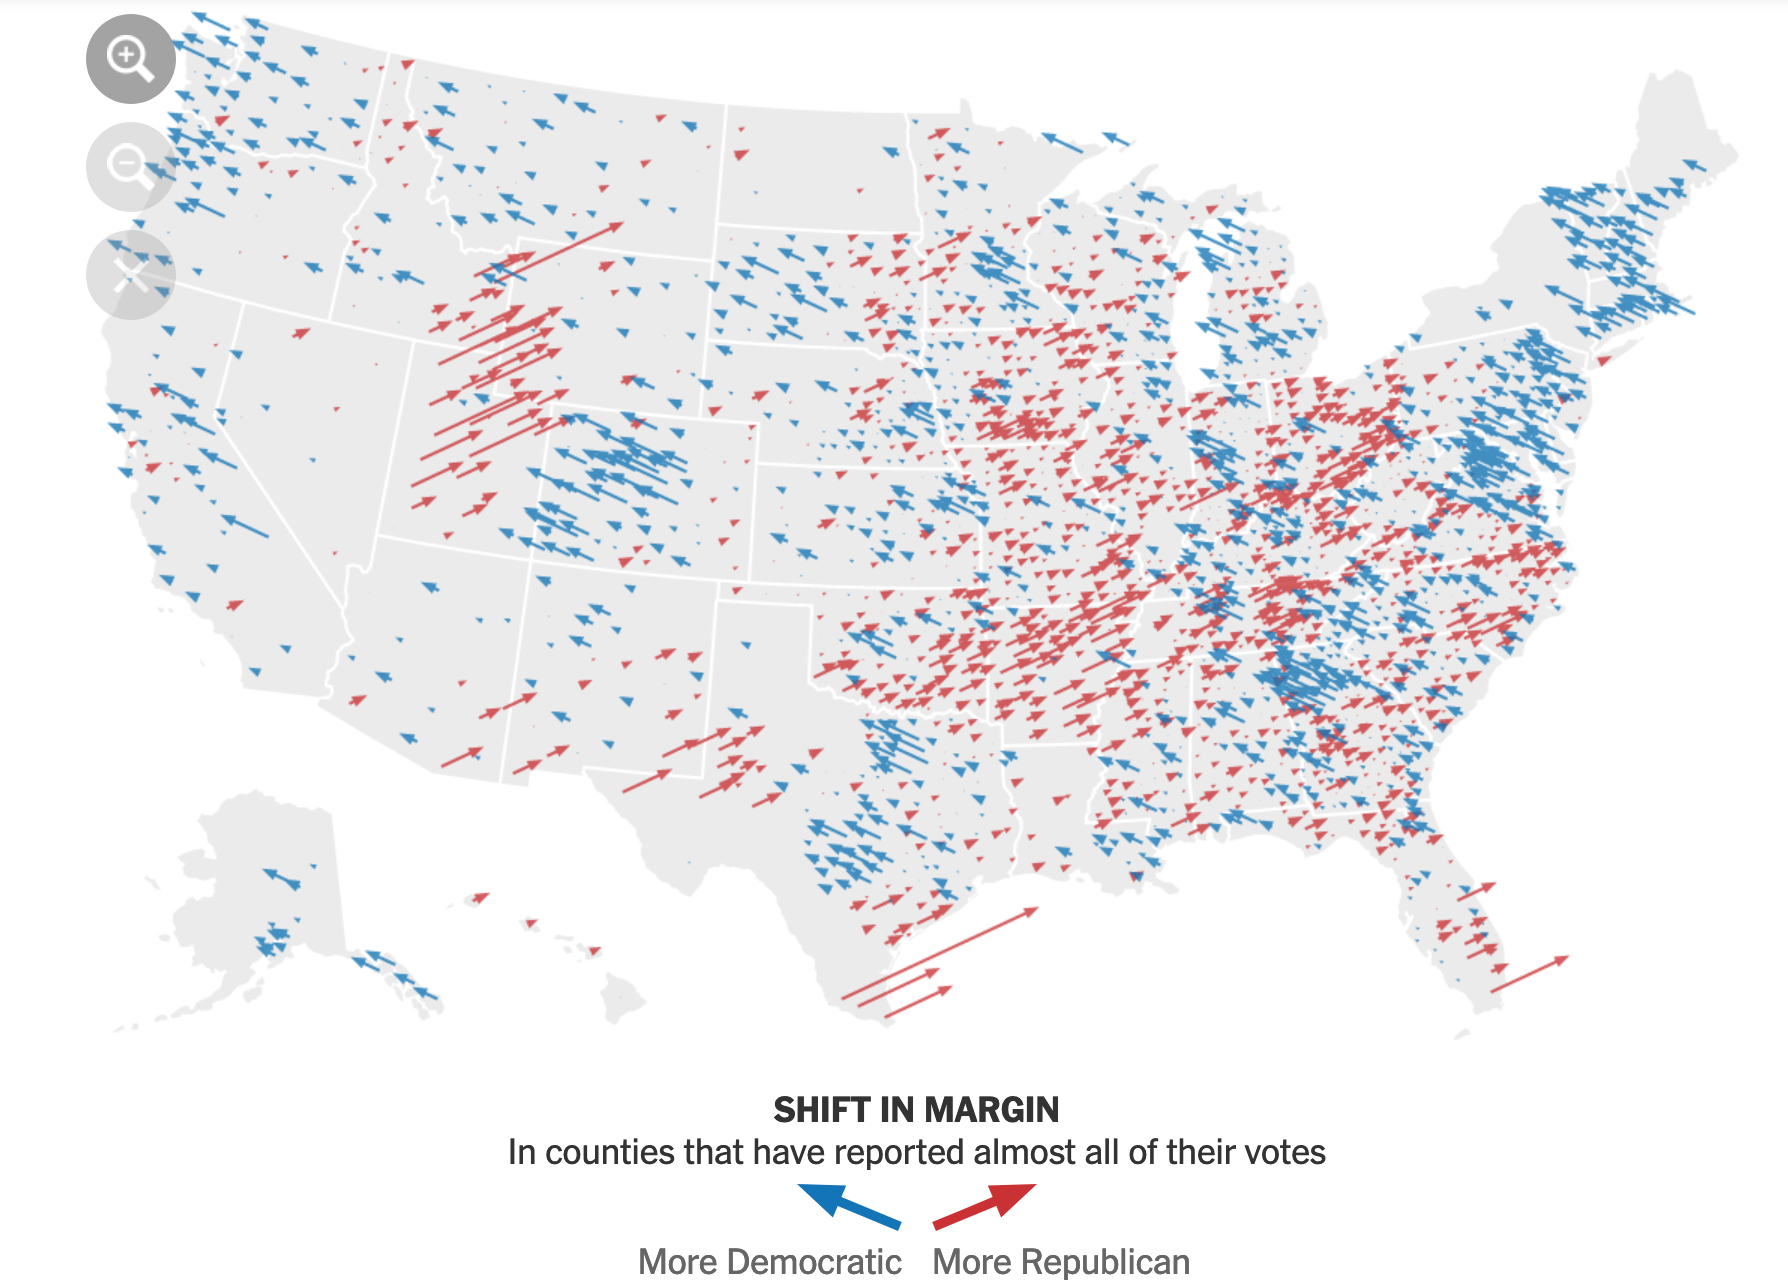 SHIFT IN MARGIN
In counties that have reported almost all of their votes
More Democratic More Republican